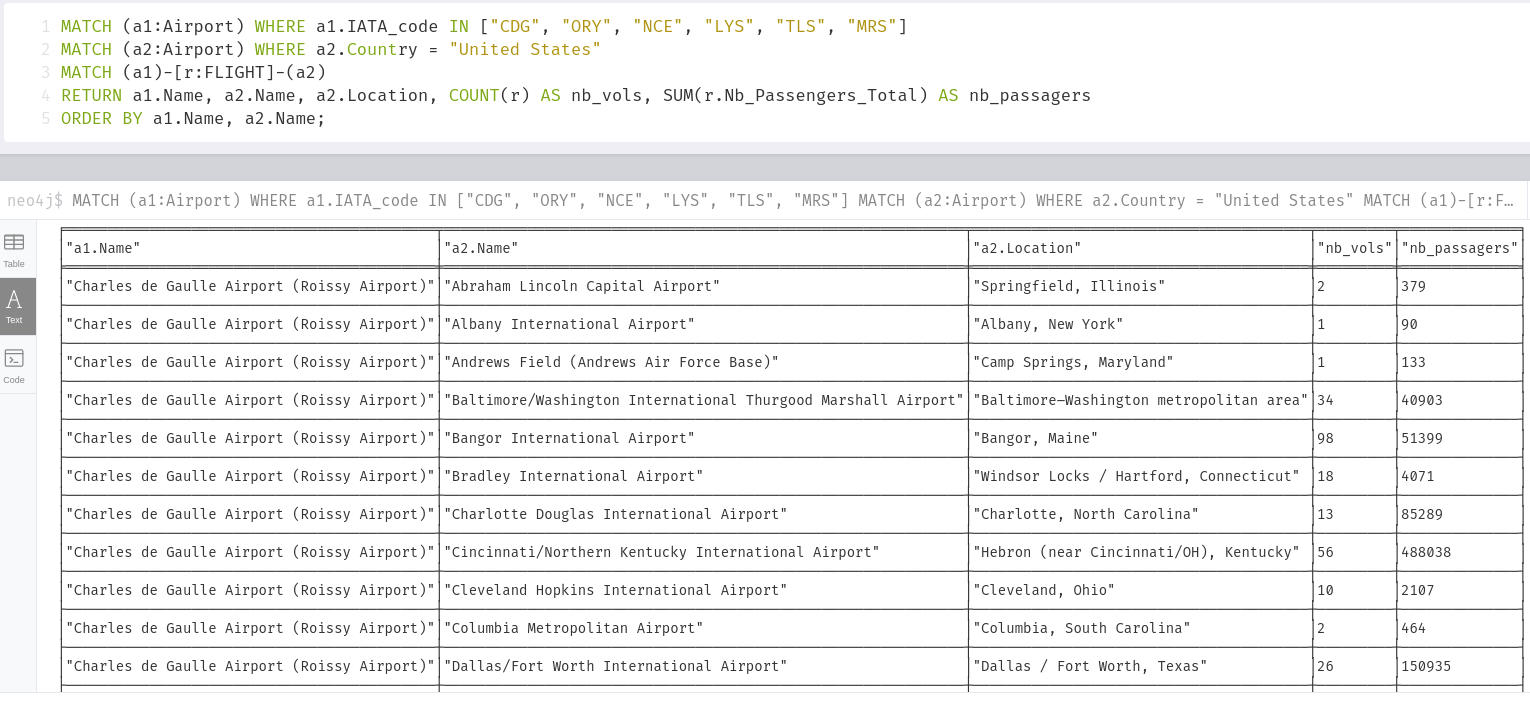 1 MATCH (a1:Airport) WHERE a1.IATA_code IN ["CDG", "ORY", "NCE", "LYS", "TLS", "MRS"]
2 MATCH (a2:Airport) WHERE a2.Country = "United States"
3 MATCH (a1)-[r:FLIGHT]-(a2)
4 RETURN a1.Name, a2.Name, a2.Location, COUNT(r) AS nb_vols, SUM(r.Nb_Passengers_Total) AS nb_passagers
5 ORDER BY a1.Name, a2.Name;
neo4j$ MATCH (a1:Airport) WHERE a1.IATA_code IN ["CDG", "ORY", "NCE", "LYS", "TLS", "MRS"] MATCH (a2:Airport) WHERE a2.Country = "United States" MATCH (a1)-[r:F…
Table
Text
Code
"a1.Name" "a2.Name" "a2.Location" "nb_vols" "nb_passagers"
"Charles de Gaulle Airport (Roissy Airport)" "Abraham Lincoln Capital Airport" "Springfield, Illinois" 2 379
"Charles de Gaulle Airport (Roissy Airport)" "Albany International Airport" "Albany, New York" 1 90
"Charles de Gaulle Airport (Roissy Airport)" "Andrews Field (Andrews Air Force Base)" "Camp Springs, Maryland" 1 133
"Charles de Gaulle Airport (Roissy Airport)" "Baltimore/Washington International Thurgood Marshall Airport" "Baltimore–Washington metropolitan area" 34 40903
"Charles de Gaulle Airport (Roissy Airport)" "Bangor International Airport" "Bangor, Maine" 98 51399
"Charles de Gaulle Airport (Roissy Airport)" "Bradley International Airport" "Windsor Locks / Hartford, Connecticut" 18 4071
"Charles de Gaulle Airport (Roissy Airport)" "Charlotte Douglas International Airport" "Charlotte, North Carolina" 13 85289
"Charles de Gaulle Airport (Roissy Airport)" "Cincinnati/Northern Kentucky International Airport" "Hebron (near Cincinnati/OH), Kentucky" 56 488038
"Charles de Gaulle Airport (Roissy Airport)" "Cleveland Hopkins International Airport" "Cleveland, Ohio" 10 2107
"Charles de Gaulle Airport (Roissy Airport)" "Columbia Metropolitan Airport" "Columbia, South Carolina" 2 464
"Charles de Gaulle Airport (Roissy Airport)" "Dallas/Fort Worth International Airport" "Dallas / Fort Worth, Texas" 26 150935